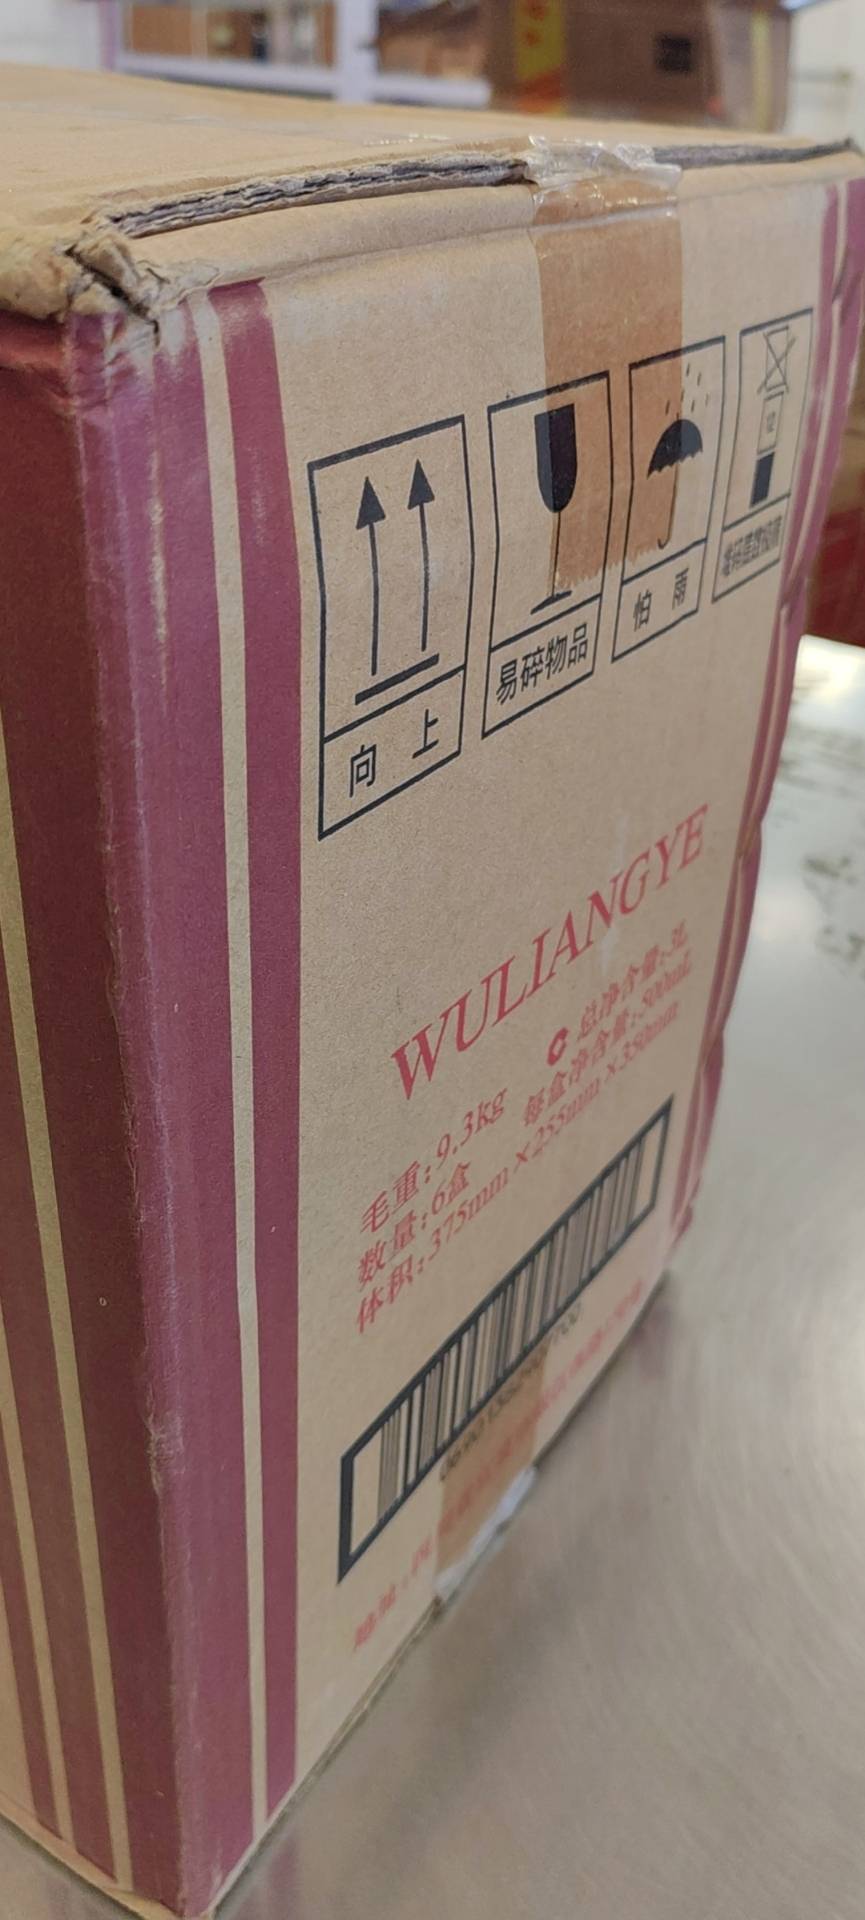 向上
易碎物品
怕雨
WULIANGYE
毛重:9.3kg 总净含量:3L
数量:6盒 每盒净含量:500mL
体积:375mm×255mm×350mm